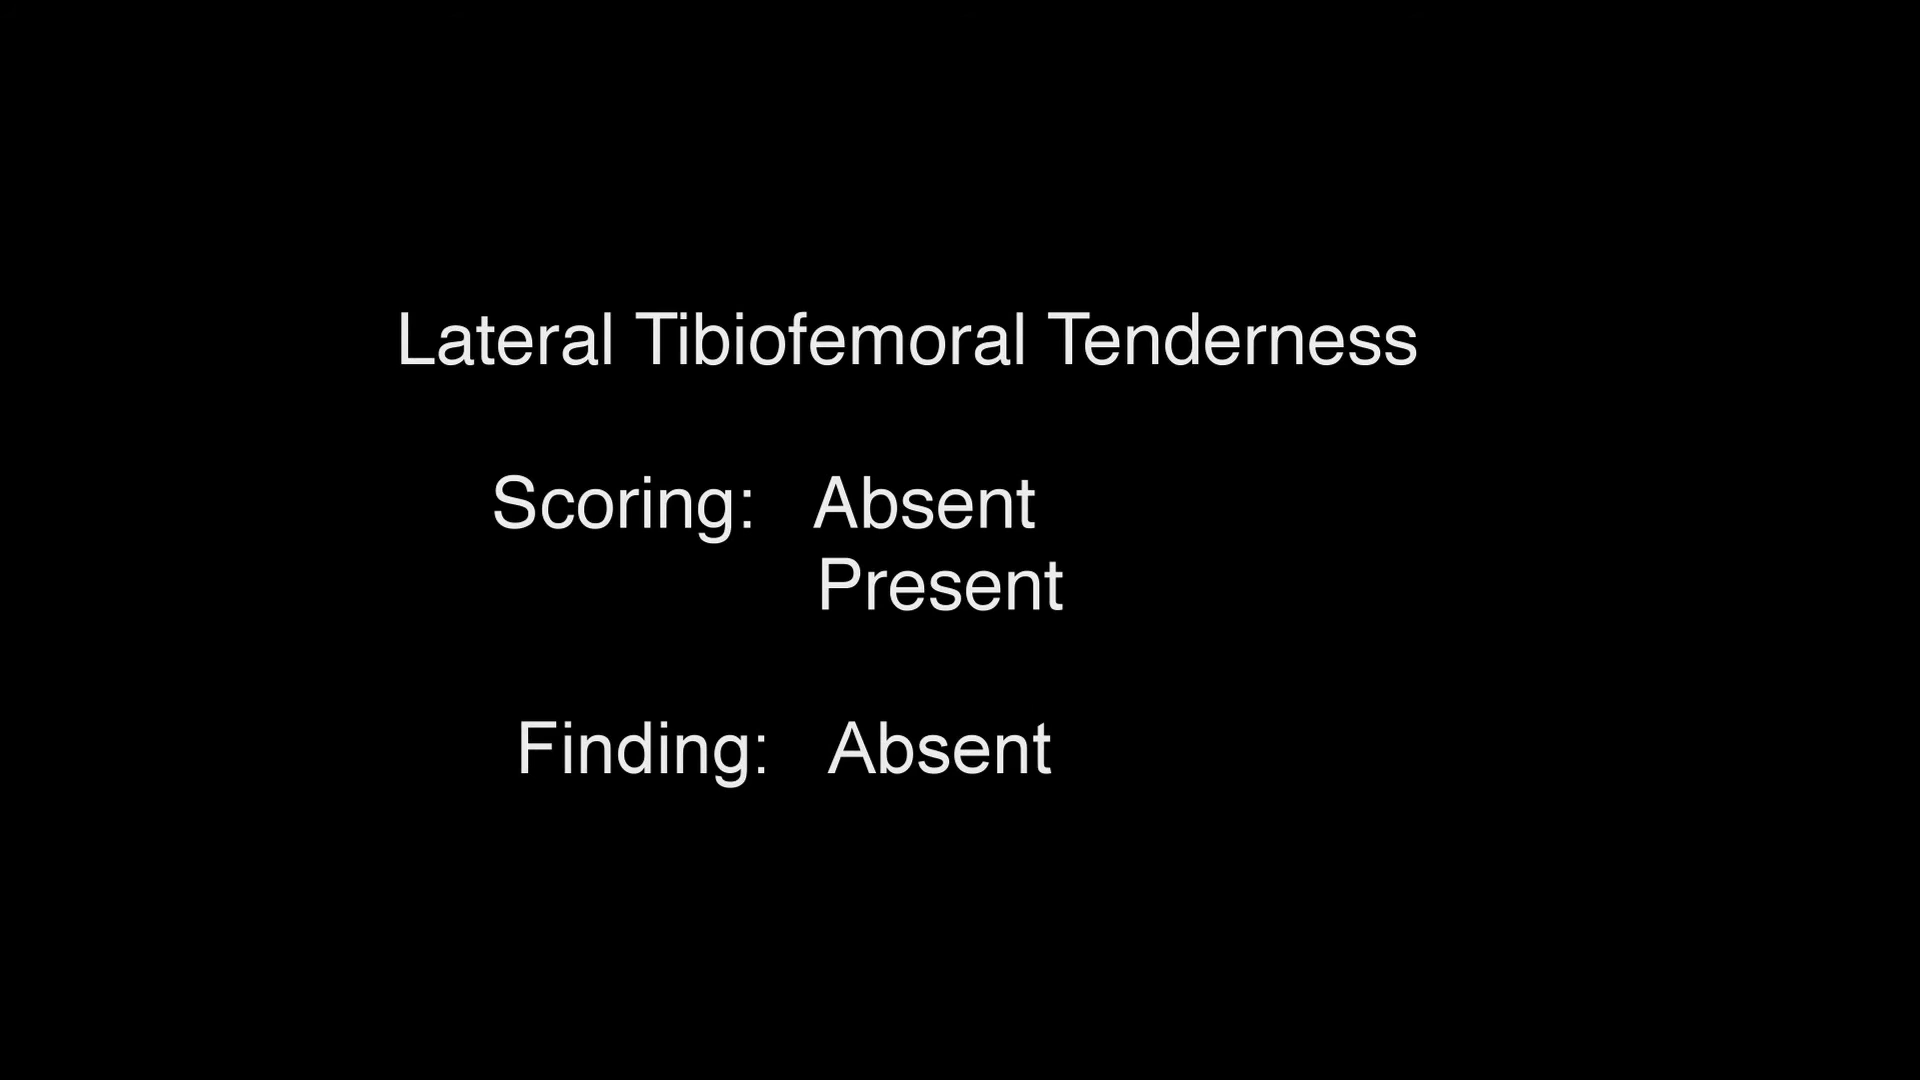 Lateral Tibiofemoral Tenderness
Scoring: Absent
Present
Finding: Absent